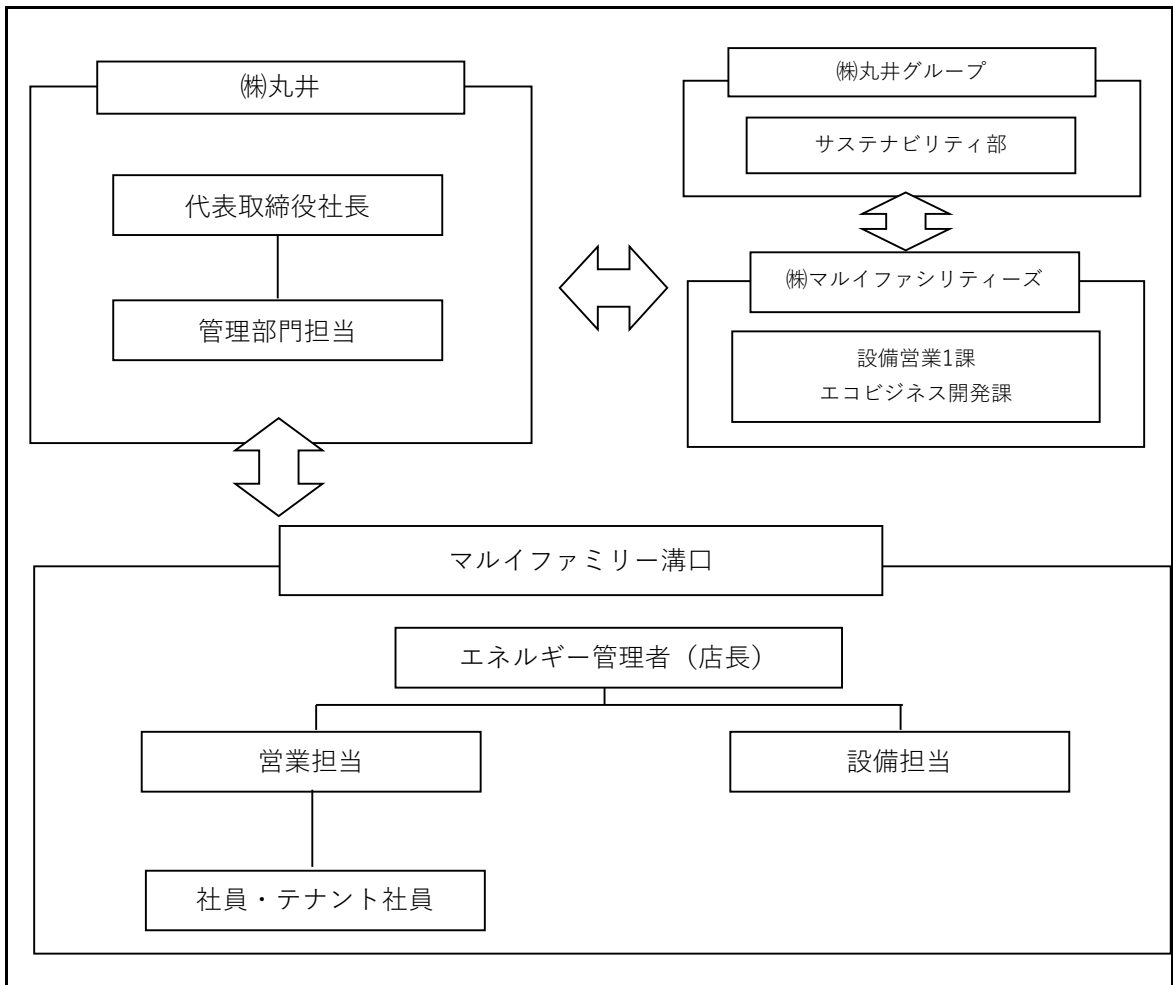 ㈱丸井
代表取締役社長
管理部門担当
㈱丸井グループ
サステナビリティ部
㈱マルイファシリティーズ
設備営業1課
エコビジネス開発課
マルイファミリー溝口
エネルギー管理者（店長）
営業担当
設備担当
社員・テナント社員